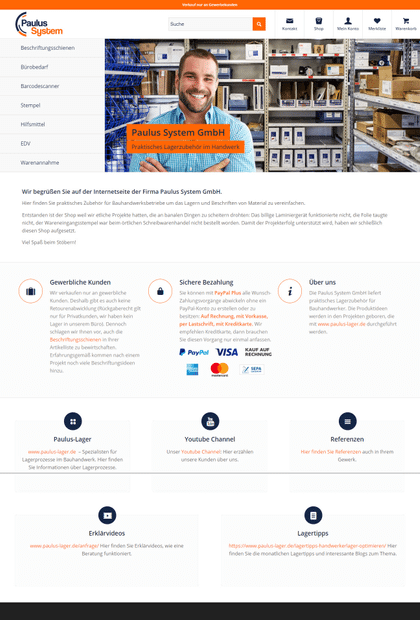 Verkauf nur an Gewerbekunden
Paulus
System
Suche
Kontakt
Shop
Mein Konto
Merkliste
Warenkorb
Beschriftungsschienen
Bürobedarf
Barcodescanner
Stempel
Hilfsmittel
EDV
Warenannahme
Paulus System GmbH
Praktisches Lagerzubehör im Handwerk
Wir begrüßen Sie auf der Internetseite der Firma Paulus System GmbH.
Hier finden Sie praktisches Zubehör für Bauhandwerksbetriebe um das Lagern und Beschriften von Material zu vereinfachen.
Entstanden ist der Shop weil wir etliche Projekte hatten, die an banalen Dingen zu scheitern drohten: Das billige Laminiergerät funktionierte nicht, die Folie taugte
nicht, der Wareneingangsstempel war beim örtlichen Schreibwarenhandel nicht bestellt worden. Damit der Projekterfolg unterstützt wird, haben wir schließlich
diesen Shop aufgesetzt.
Viel Spaß beim Stöbern!
Gewerbliche Kunden
Wir verkaufen nur an gewerbliche
Kunden. Deshalb gibt es auch keine
Retourenabwicklung (Rückgaberecht gilt
nur für Privatkunden, wir haben kein
Lager in unserem Büro). Dennoch
schlagen wir Ihnen vor, auch die
Beschriftungsschienen in Ihrer
Artikelliste zu bewirtschaften.
Erfahrungsgemäß kommen nach einem
Projekt noch viele Beschriftungsideen
hinzu.
Sichere Bezahlung
Sie können mit PayPal Plus alle Wunsch-
Zahlungsvorgänge abwickeln ohne ein
PayPal-Konto zu erstellen oder zu
besitzen: Auf Rechnung, mit Vorkasse,
per Lastschrift, mit Kreditkarte. Wir
empfehlen Kreditkarte, dann brauchen
Sie diesen Vorgang nur einmal anfassen.
PayPal VISA KAUF AUF RECHNUNG
mastercard SEPA
Über uns
Die Paulus System GmbH liefert
praktisches Lagerzubehör für
Bauhandwerker. Die Produktideen
werden in den Projekten geboren, die
mit www.paulus-lager.de durchgeführt
werden.
Paulus-Lager
www.paulus-lager.de - Spezialisten für
Lagerprozesse im Bauhandwerk. Hier finden
Sie Informationen über Lagerprozesse.
Youtube Channel
Unser Youtube Channel: Hier erzählen
unsere Kunden über uns.
Referenzen
Hier finden Sie Referenzen auch in Ihrem
Gewerk.
Erklärvideos
www.paulus-lager.de/anfrage/ Hier finden Sie Erklärvideos, wie eine
Beratung funktioniert.
Lagertipps
https://www.paulus-lager.de/lagertipps-handwerkerlager-optimieren/ Hier
finden Sie die monatlichen Lagertipps und interessante Blogs zum Thema.